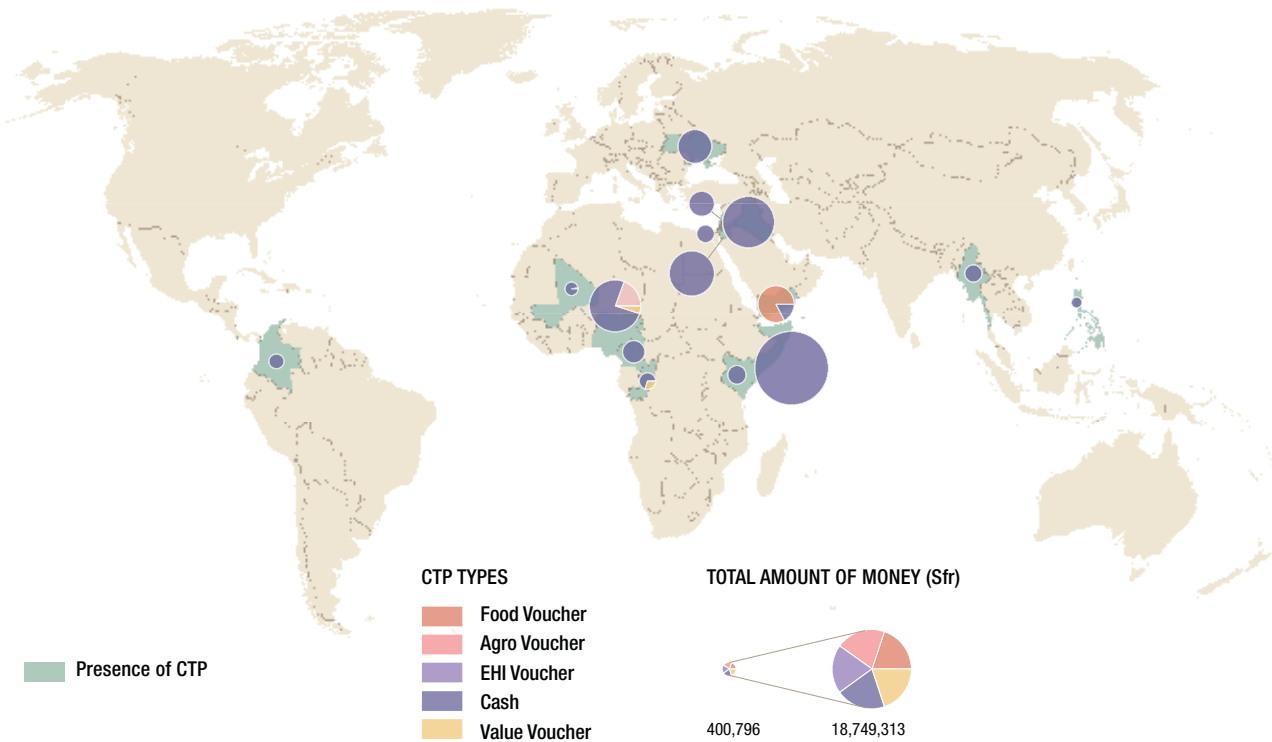 CTP TYPES
Food Voucher
Agro Voucher
EHI Voucher
Cash
Value Voucher
TOTAL AMOUNT OF MONEY (Sfr)
400,796
18,749,313
Presence of CTP